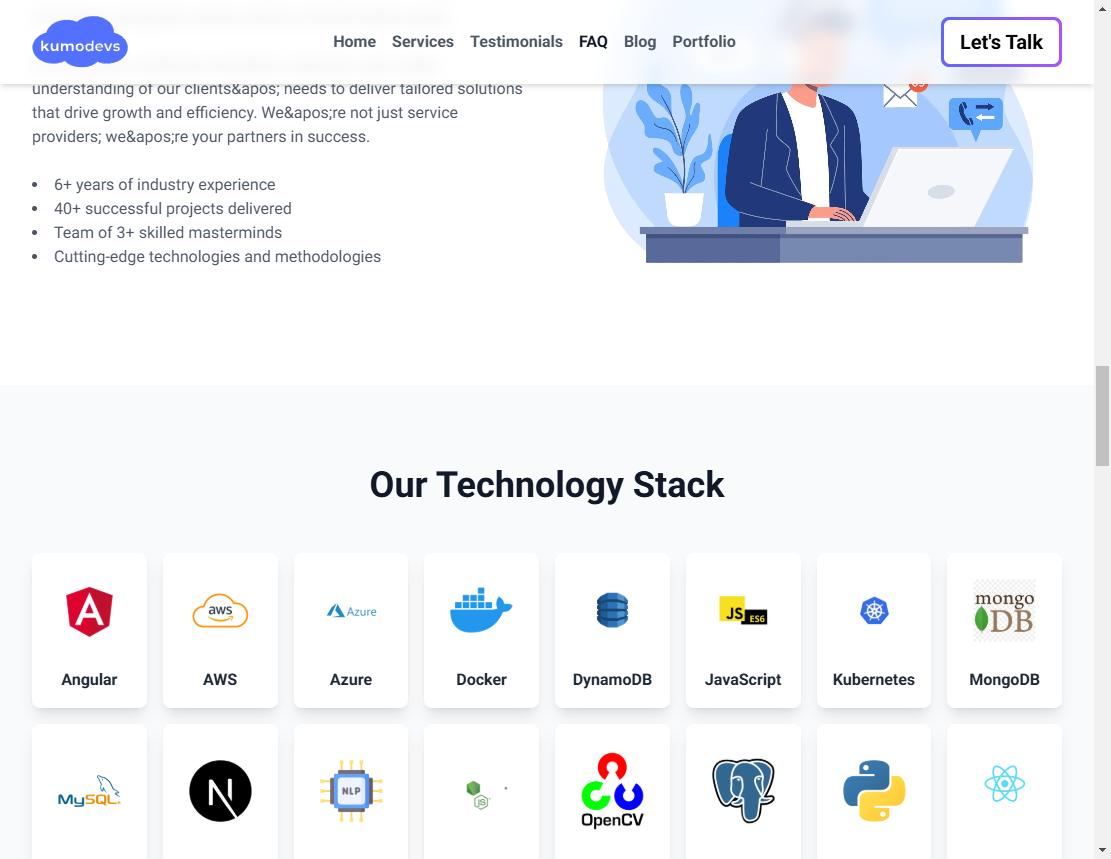 kumodevs
Home Services Testimonials FAQ Blog Portfolio
Let's Talk
understanding of our clients&apos; needs to deliver tailored solutions
that drive growth and efficiency. We&apos;re not just service
providers; we&apos;re your partners in success.
6+ years of industry experience
40+ successful projects delivered
Team of 3+ skilled masterminds
Cutting-edge technologies and methodologies
Our Technology Stack
A
aws
Azure
JS ES6
mongo
DB
Angular
AWS
Azure
Docker
DynamoDB
JavaScript
Kubernetes
MongoDB
MySQL
N
NLP
JS
OpenCV